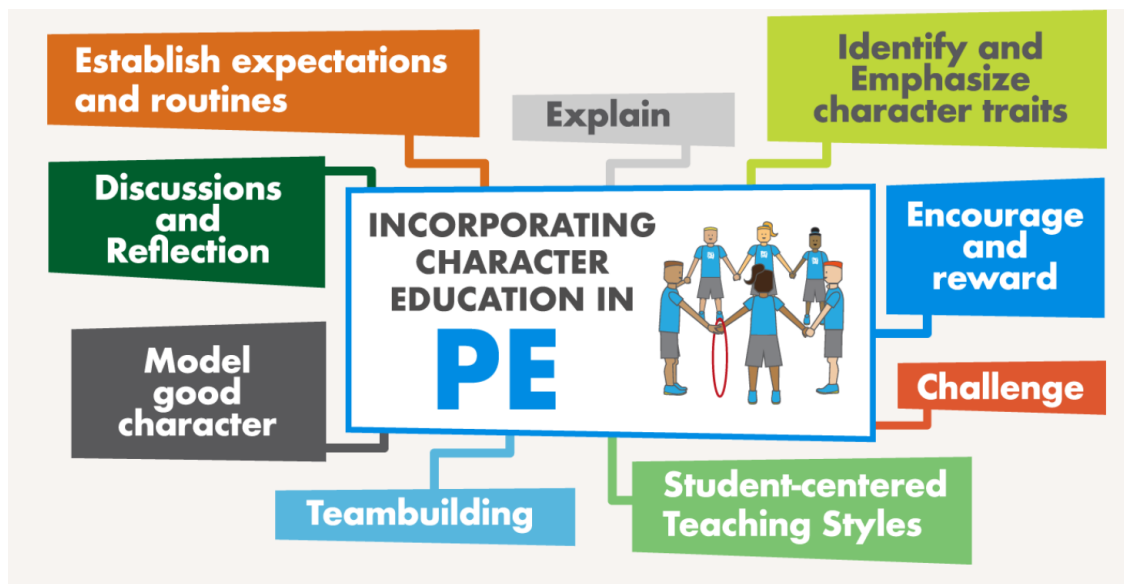 Establish expectations
and routines
Explain
Identify and
Emphasize
character traits
Discussions
and
Reflection
INCORPORATING
CHARACTER
EDUCATION IN
PE
Encourage
and
reward
Model
good
character
Challenge
Teambuilding
Student-centered
Teaching Styles